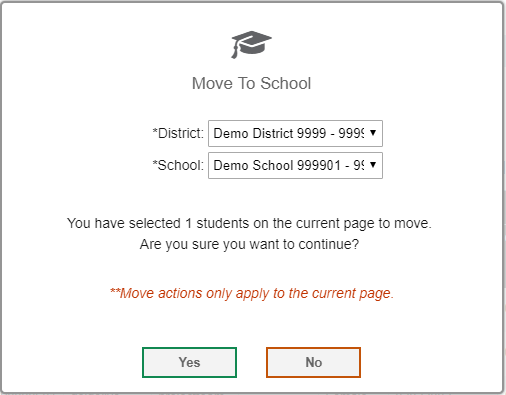 Move To School
*District: Demo District 9999 - 999
*School: Demo School 999901 - 9
You have selected 1 students on the current page to move.
Are you sure you want to continue?
**Move actions only apply to the current page.
Yes No